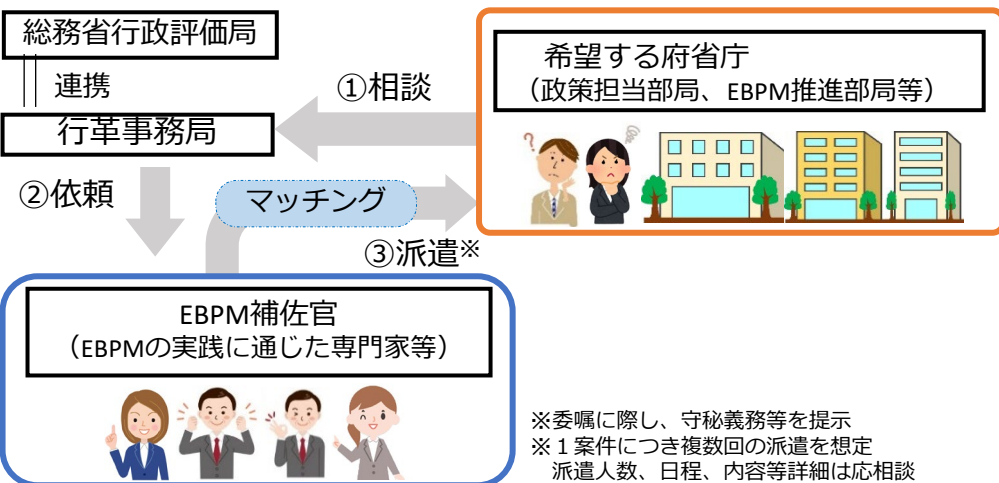 総務省行政評価局
連携
行革事務局
①相談
希望する府省庁
（政策担当部局、EBPM推進部局等）
②依頼
マッチング
③派遣※
EBPM補佐官
（EBPMの実践に通じた専門家等）
※委嘱に際し、守秘義務等を提示
※１案件につき複数回の派遣を想定
派遣人数、日程、内容等詳細は応相談